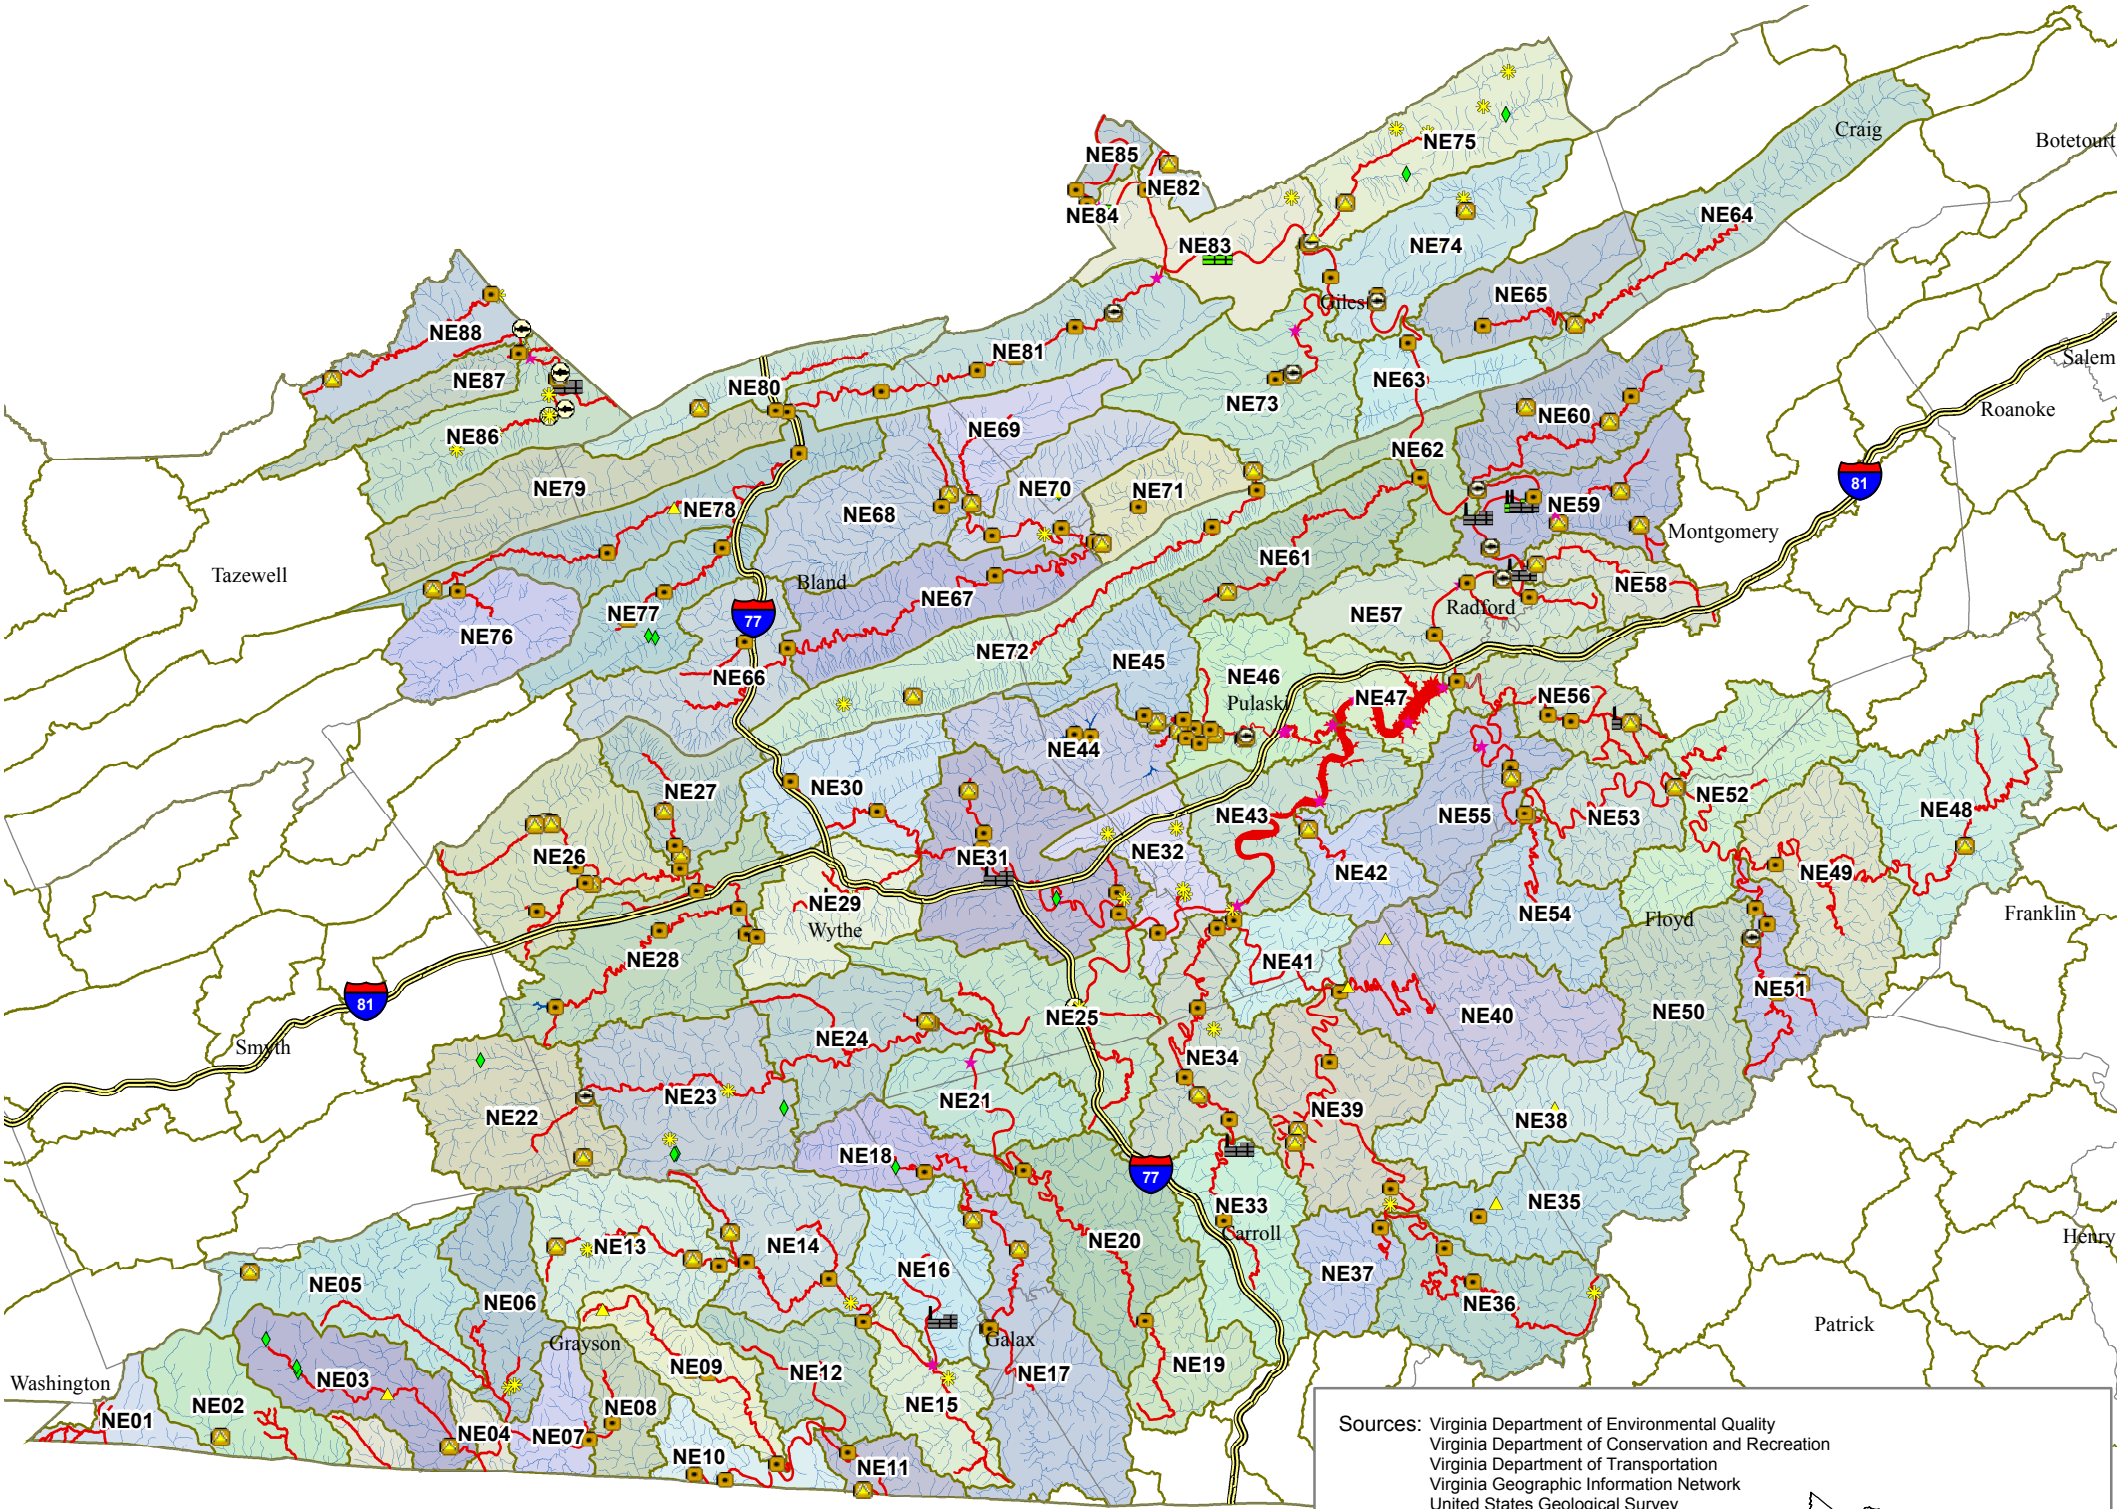 Craig
NE75
Botetourt
NE85
NE82
NE84
NE64
NE83
NE74
NE65
Giles
NE88
NE81
Salem
NE87
NE80
NE63
NE73
Roanoke
NE60
NE69
NE86
NE62
81
NE79
NE70
NE71
NE78
NE68
NE59
Montgomery
NE61
Tazewell
Bland
NE58
NE67
Radford
NE77
NE57
77
NE76
NE72
NE45
NE66
NE46
NE47
NE56
Pulaski
NE44
NE30
NE27
NE52
NE48
NE43
NE55
NE53
NE32
NE26
NE31
NE42
NE49
NE29
NE54
Floyd
Franklin
Wythe
NE28
NE41
NE51
81
NE25
NE40
NE50
NE24
Smyth
NE34
NE23
NE21
NE39
NE22
NE38
NE18
77
NE35
NE33
Carroll
NE20
Henry
NE13
NE14
NE16
NE37
NE05
NE06
NE36
Patrick
Grayson
Galax
NE09
NE19
NE12
NE17
NE03
Washington
NE02
NE08
NE15
NE01
NE04
NE07
NE10
NE11
Sources: Virginia Department of Environmental Quality
Virginia Department of Conservation and Recreation
Virginia Department of Transportation
Virginia Geographic Information Network
United States Geological Survey